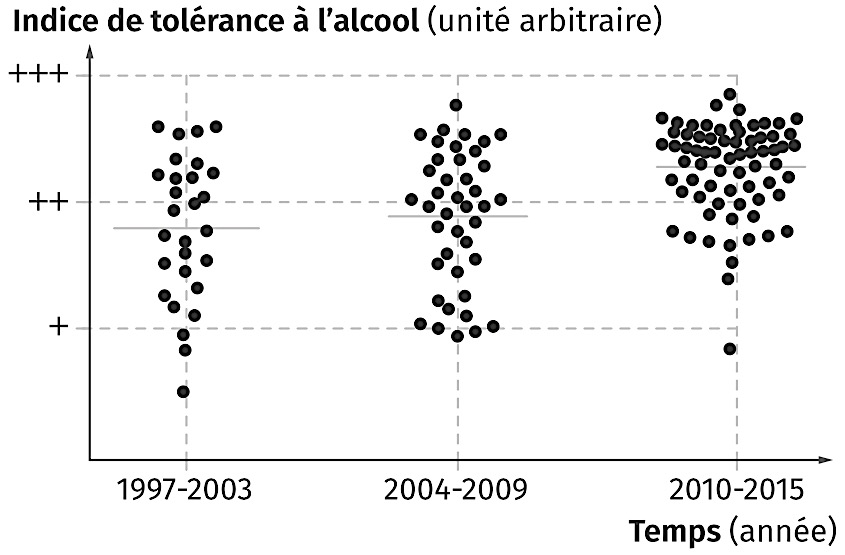 Indice de tolérance à l'alcool (unité arbitraire)
+++
++
+
1997-2003 2004-2009 2010-2015
Temps (année)